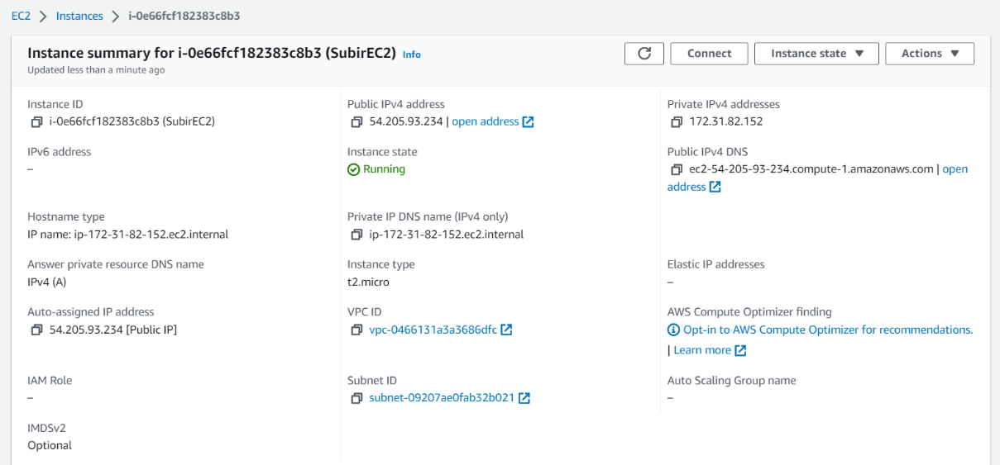 EC2 > Instances > i-0e66fcf182383c8b3
Instance summary for i-0e66fcf182383c8b3 (SubirEC2) Info
Updated less than a minute ago
Connect
Instance state
Actions
Instance ID
i-0e66fcf182383c8b3 (SubirEC2)
Public IPv4 address
54.205.93.234 | open address
Private IPv4 addresses
172.31.82.152
IPv6 address
–
Instance state
Running
Public IPv4 DNS
ec2-54-205-93-234.compute-1.amazonaws.com | open
address
Hostname type
IP name: ip-172-31-82-152.ec2.internal
Private IP DNS name (IPv4 only)
ip-172-31-82-152.ec2.internal
Answer private resource DNS name
IPv4 (A)
Instance type
t2.micro
Elastic IP addresses
–
Auto-assigned IP address
54.205.93.234 [Public IP]
VPC ID
vpc-0466131a3a3686dfc
AWS Compute Optimizer finding
Opt-in to AWS Compute Optimizer for recommendations.
| Learn more
IAM Role
–
Subnet ID
subnet-09207ae0fab32b021
Auto Scaling Group name
–
IMDSv2
Optional